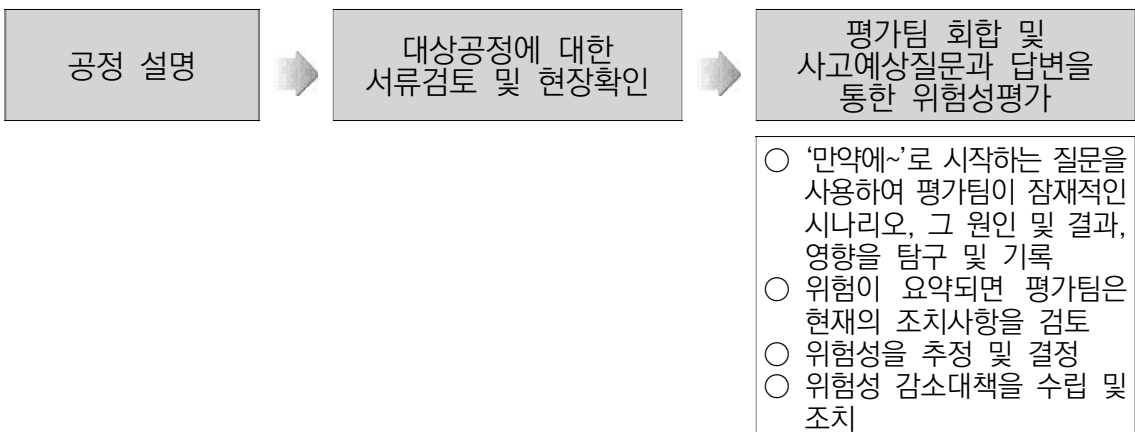 공정 설명
대상공정에 대한
서류검토 및 현장확인
평가팀 회합 및
사고예상질문과 답변을
통한 위험성평가
○ ‘만약에~’로 시작하는 질문을
사용하여 평가팀이 잠재적인
시나리오, 그 원인 및 결과,
영향을 탐구 및 기록
○ 위험이 요약되면 평가팀은
현재의 조치사항을 검토
○ 위험성을 추정 및 결정
○ 위험성 감소대책을 수립 및
조치